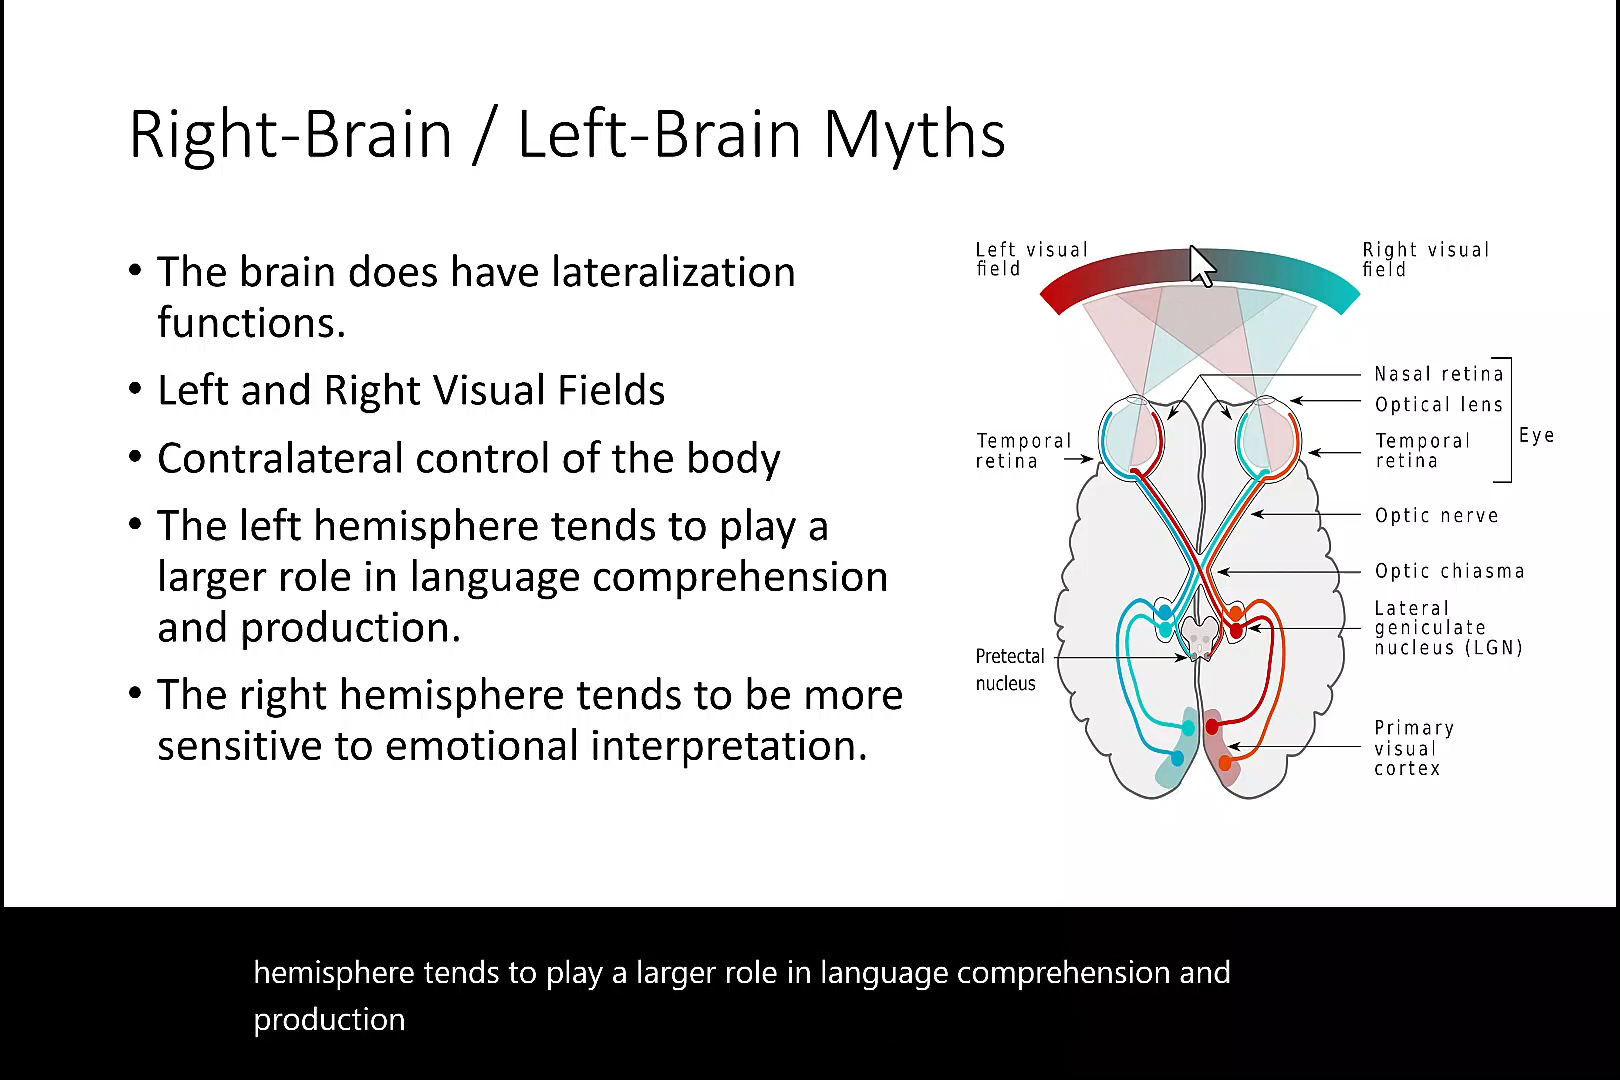 Right-Brain / Left-Brain Myths
• The brain does have lateralization
functions.
• Left and Right Visual Fields
• Contralateral control of the body
• The left hemisphere tends to play a
larger role in language comprehension
and production.
• The right hemisphere tends to be more
sensitive to emotional interpretation.
Left visual
field
Right visual
field
Nasal retina
Optical lens
Temporal
retina
Eye
Temporal
retina
Optic nerve
Optic chiasma
Lateral
geniculate
nucleus (LGN)
Pretectal
nucleus
Primary
visual
cortex
hemisphere tends to play a larger role in language comprehension and
production